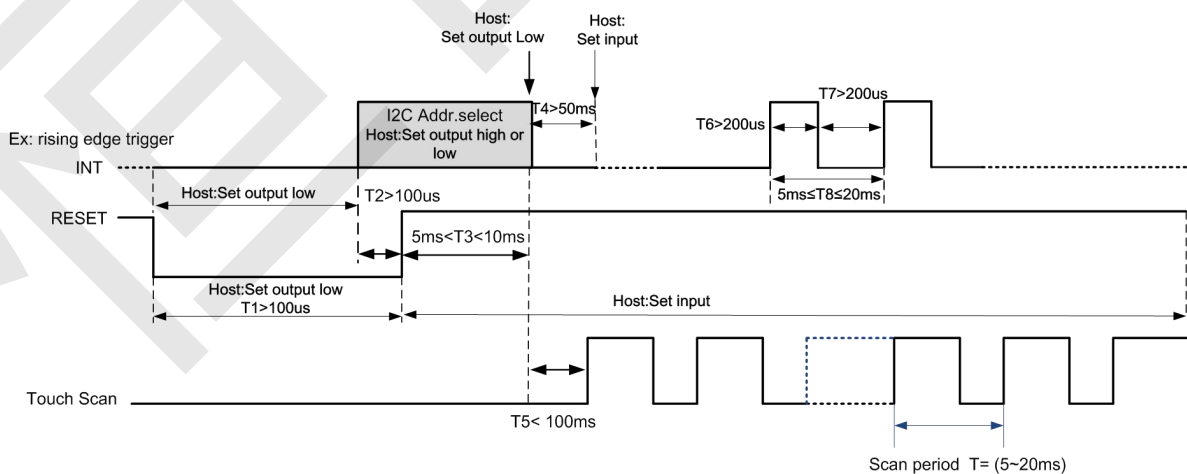 Host:
Set output Low
Host:
Set input
T4>50ms
T7>200us
T6>200us
I2C Addr.select
Host:Set output high or
low
Ex: rising edge trigger
INT
Host:Set output low
T2>100us
5ms≤T8≤20ms
RESET
5ms<T3<10ms
Host:Set output low
T1>100us
Host:Set input
Touch Scan
T5< 100ms
Scan period T= (5~20ms)